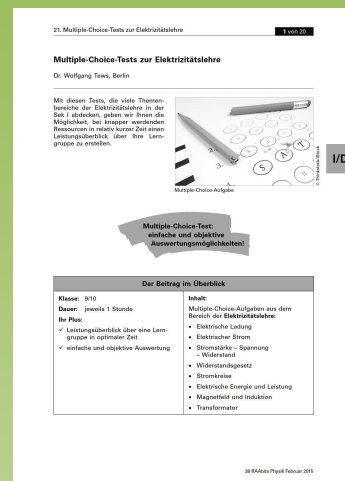 21. Multiple-Choice-Tests zur Elektrizitätslehre
1 von 20
Multiple-Choice-Tests zur Elektrizitätslehre
Dr. Wolfgang Tews, Berlin
Mit diesen Tests, die viele Themen-
bereiche der Elektrizitätslehre in der
Sek I abdecken, geben wir Ihnen die
Möglichkeit, bei knapper werdenden
Ressourcen in relativ kurzer Zeit einen
Leistungsüberblick über Ihre Lern-
gruppe zu erstellen.
S A T
© Thinkstock/iStock
I/D
Multiple-Choice-Aufgabe
Multiple-Choice-Test:
einfache und objektive
Auswertungsmöglichkeiten!
Der Beitrag im Überblick
Klasse: 9/10
Dauer: jeweils 1 Stunde
Ihr Plus:
✓ Leistungsüberblick über eine Lern-
gruppe in optimaler Zeit
✓ einfache und objektive Auswertung
Inhalt:
Multiple-Choice-Aufgaben aus dem
Bereich der Elektrizitätslehre:
• Elektrische Ladung
• Elektrischer Strom
• Stromstärke – Spannung
– Widerstand
• Widerstandsgesetz
• Stromkreise
• Elektrische Energie und Leistung
• Magnetfeld und Induktion
• Transformator
38 RAAbits Physik Februar 2015